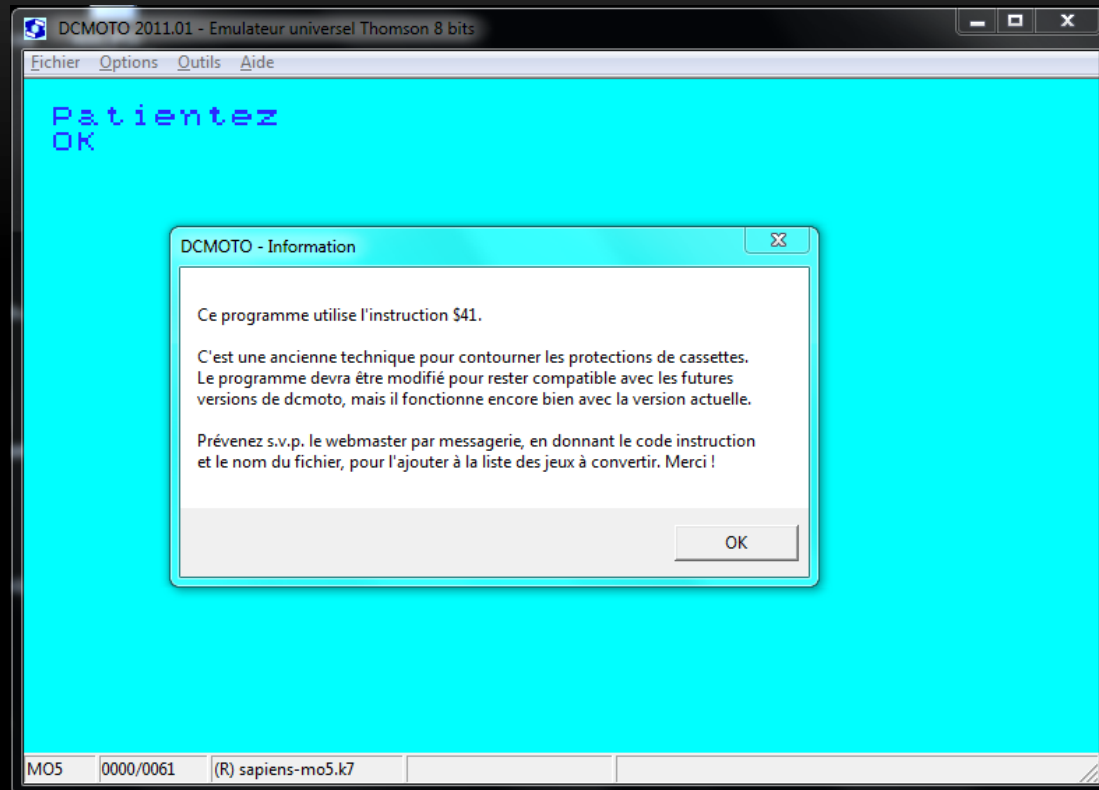 DCMOTO 2011.01 - Emulateur universel Thomson 8 bits
Fichier Options Outils Aide
Patientez
OK
DCMOTO - Information
Ce programme utilise l'instruction $41.
C'est une ancienne technique pour contourner les protections de cassettes.
Le programme devra être modifié pour rester compatible avec les futures
versions de dcmoto, mais il fonctionne encore bien avec la version actuelle.
Prévenez s.v.p. le webmaster par messagerie, en donnant le code instruction
et le nom du fichier, pour l'ajouter à la liste des jeux à convertir. Merci !
OK
MO5 0000/0061 (R) sapiens-mo5.k7